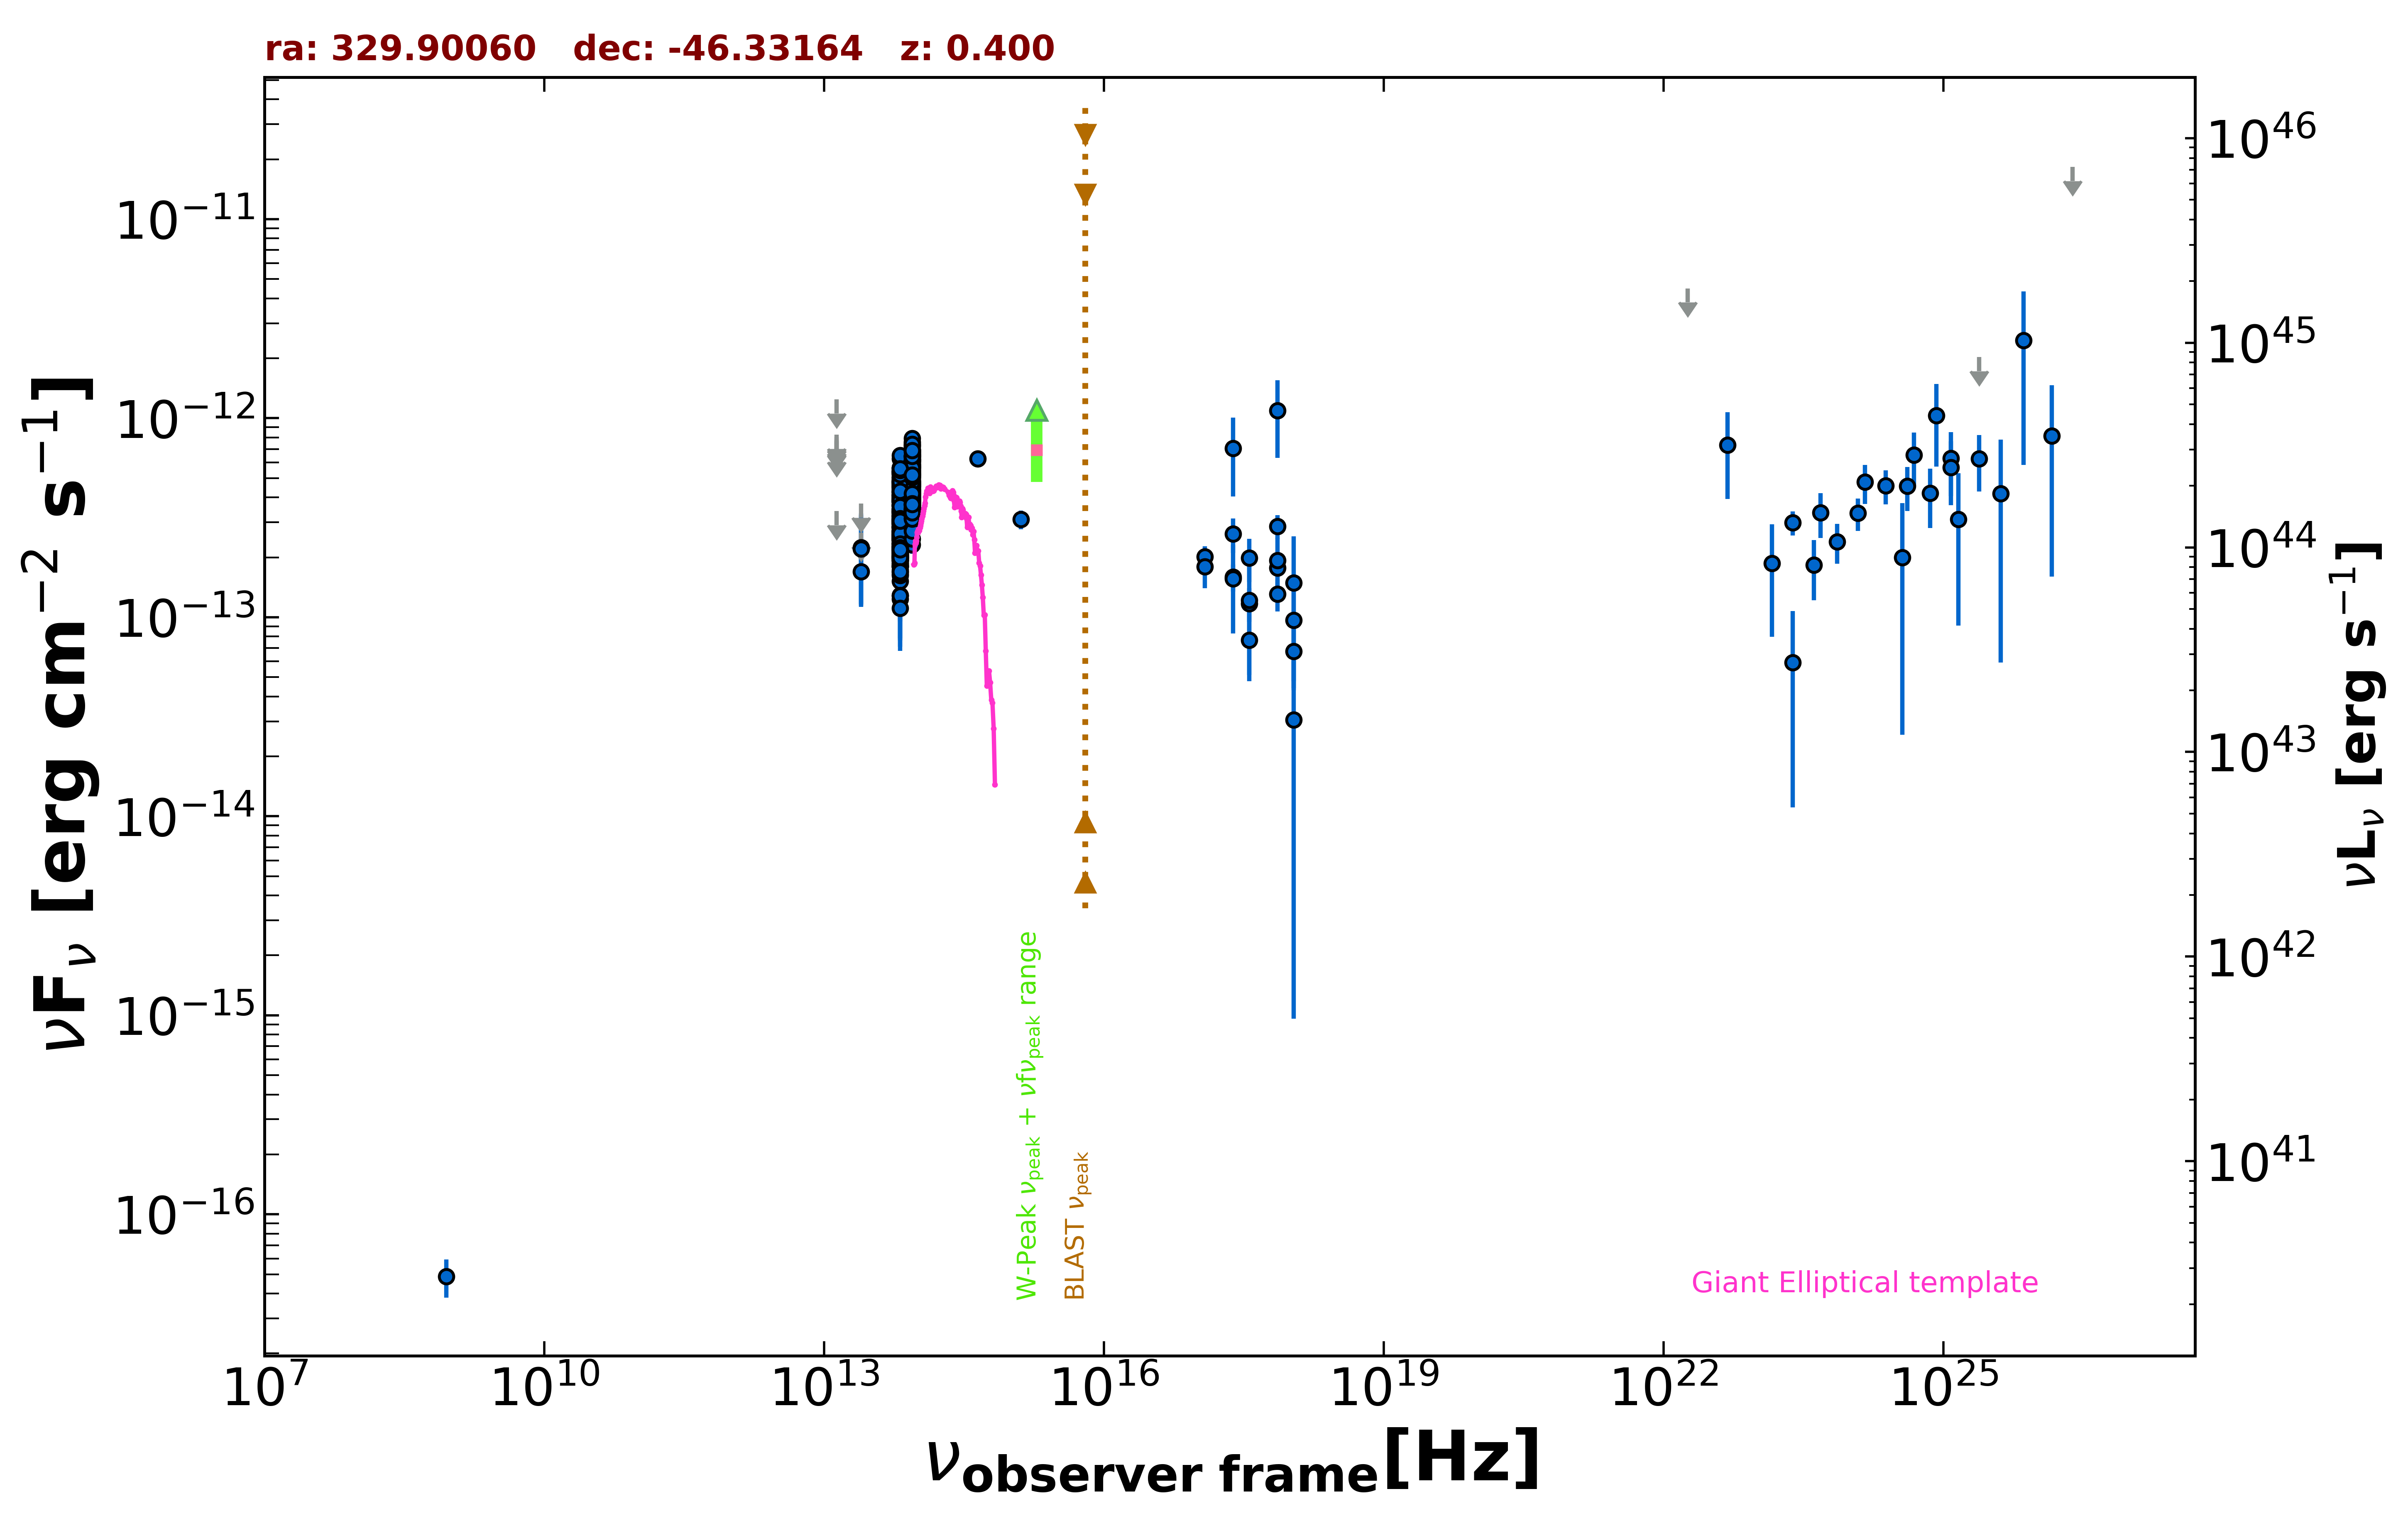 ra: 329.90060   dec: -46.33164   z: 0.400
νFν [erg cm⁻² s⁻¹]
10⁻¹¹
10⁻¹²
10⁻¹³
10⁻¹⁴
10⁻¹⁵
10⁻¹⁶
W-Peak νpeak + νfνpeak range
BLAST νpeak
Giant Elliptical template
10⁴⁶
10⁴⁵
10⁴⁴
10⁴³
10⁴²
10⁴¹
νLν [erg s⁻¹]
10⁷ 10¹⁰ 10¹³ 10¹⁶ 10¹⁹ 10²² 10²⁵
νobserver frame[Hz]